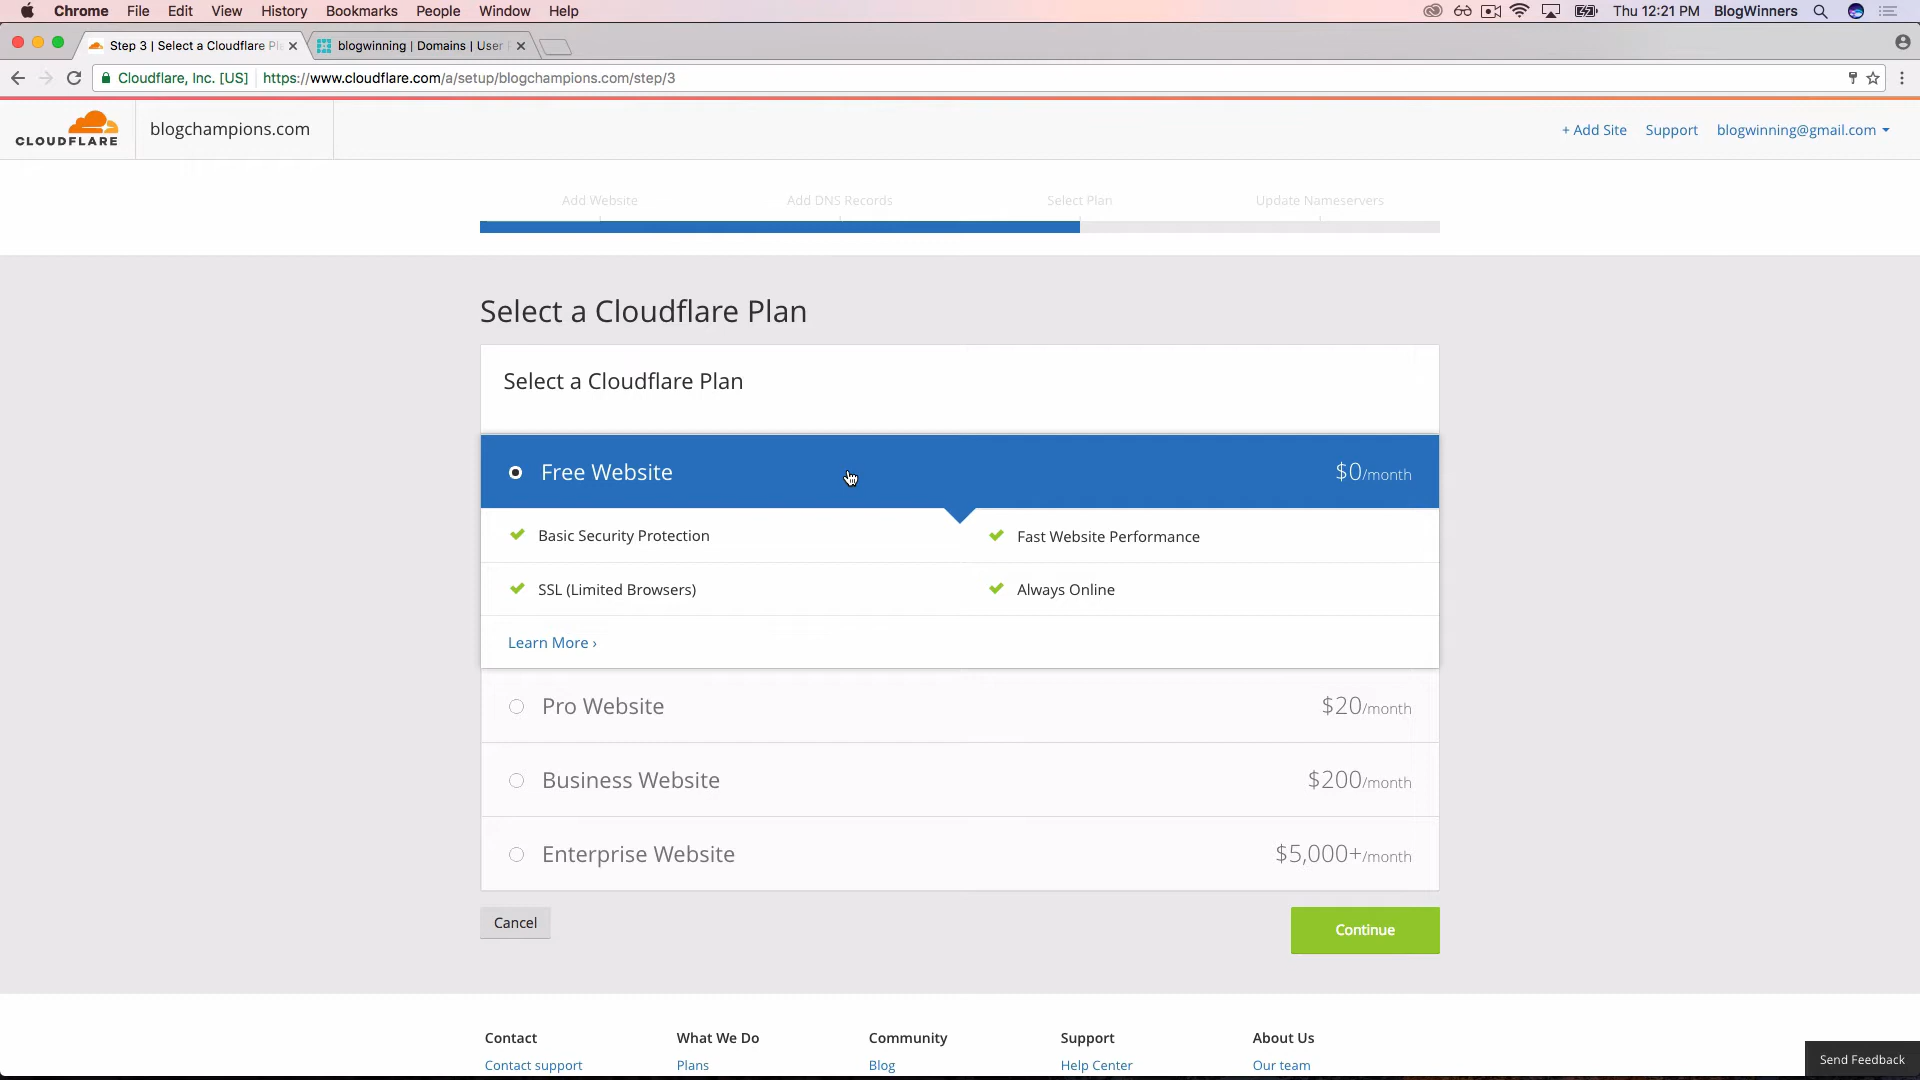 Chrome File Edit View History Bookmarks People Window Help Thu 12:21 PM BlogWinners
Step 3 | Select a Cloudflare Pl
blogwinning | Domains | User
Cloudflare, Inc. [US] https://www.cloudflare.com/a/setup/blogchampions.com/step/3
CLOUDFLARE
blogchampions.com
+ Add Site Support blogwinning@gmail.com
Add Website Add DNS Records Select Plan Update Nameservers
Select a Cloudflare Plan
Select a Cloudflare Plan
Free Website $0/month
Basic Security Protection Fast Website Performance
SSL (Limited Browsers) Always Online
Learn More ›
Pro Website $20/month
Business Website $200/month
Enterprise Website $5,000+/month
Cancel Continue
Contact What We Do Community Support About Us
Contact support Plans Blog Help Center Our team
Send Feedback